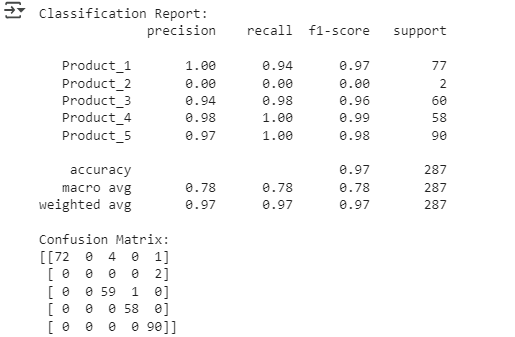 Classification Report:
              precision    recall  f1-score   support

   Product_1       1.00      0.94      0.97        77
   Product_2       0.00      0.00      0.00         2
   Product_3       0.94      0.98      0.96        60
   Product_4       0.98      1.00      0.99        58
   Product_5       0.97      1.00      0.98        90

    accuracy                           0.97       287
   macro avg       0.78      0.78      0.78       287
weighted avg       0.97      0.97      0.97       287

Confusion Matrix:
[[72  0  4  0  1]
 [ 0  0  0  0  2]
 [ 0  0 59  1  0]
 [ 0  0  0 58  0]
 [ 0  0  0  0 90]]